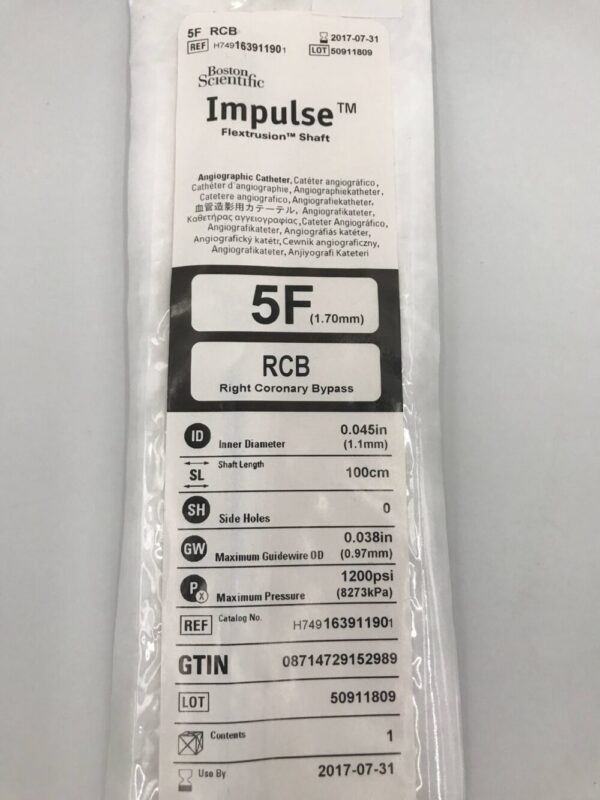 5F RCB
REF H749163911901
2017-07-31
LOT 50911809
Boston
Scientific
Impulse™
Flextrusion™ Shaft
Angiographic Catheter, Catéter angiográfico,
Cathéter d'angiographie, Angiographiekatheter,
Catetere angiografico, Angiografiekatheter,
血管造影用カテーテル, Angiografikateter,
Καθετήρας αγγειογραφίας, Cateter Angiográfico,
Angiografikateter, Angiográfiás katéter,
Angiografický katétr, Cewnik angiograficzny,
Angiografikateter, Anjiyografi Kateteri
5F (1.70mm)
RCB
Right Coronary Bypass
ID Inner Diameter 0.045in
(1.1mm)
SL Shaft Length 100cm
SH Side Holes 0
GW Maximum Guidewire OD 0.038in
(0.97mm)
Px Maximum Pressure 1200psi
(8273kPa)
REF Catalog No. H749163911901
GTIN 08714729152989
LOT 50911809
Contents 1
Use By 2017-07-31